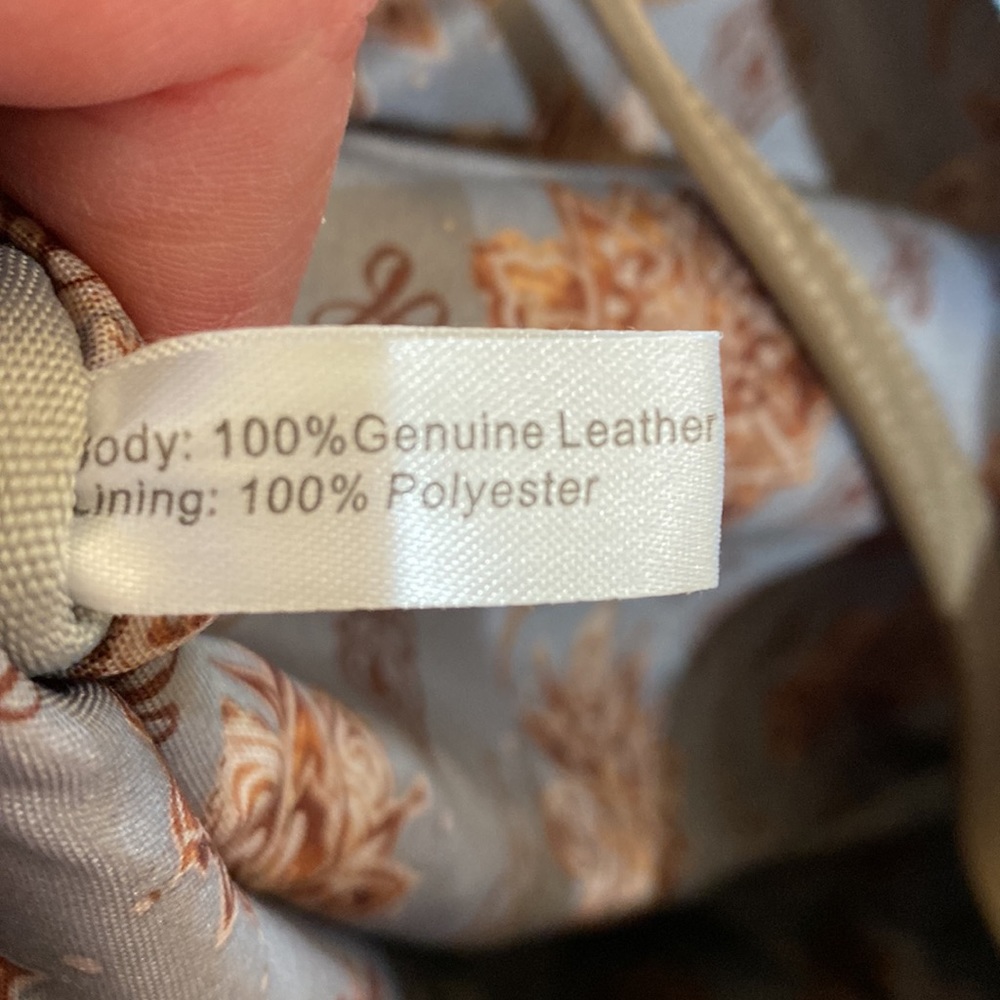 Body: 100%Genuine Leather
Lining: 100% Polyester